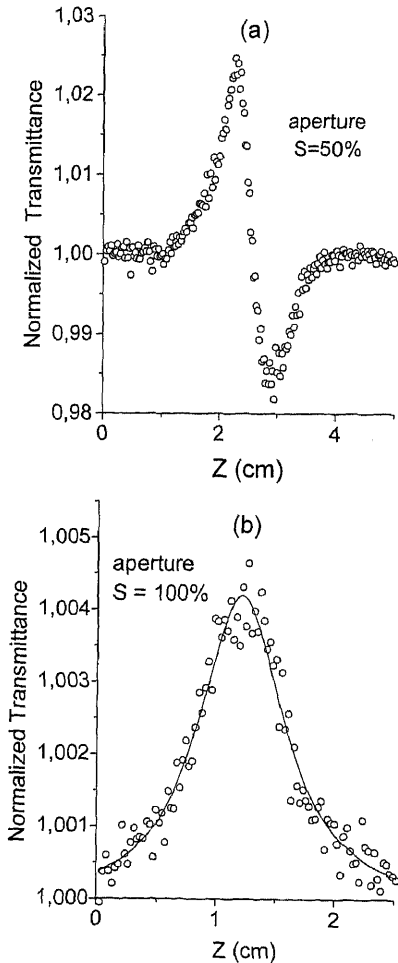 (a)
1,03
1,02
1,01
1.00
0.99
0,98
Normalized Transmittance
aperture
S=50%
0
2
4
Z (cm)
(b)
1,005
1,004
1,003
1,002
1,001
1,000
Normalized Transmittance
aperture
S = 100%
0
1
2
Z (cm)